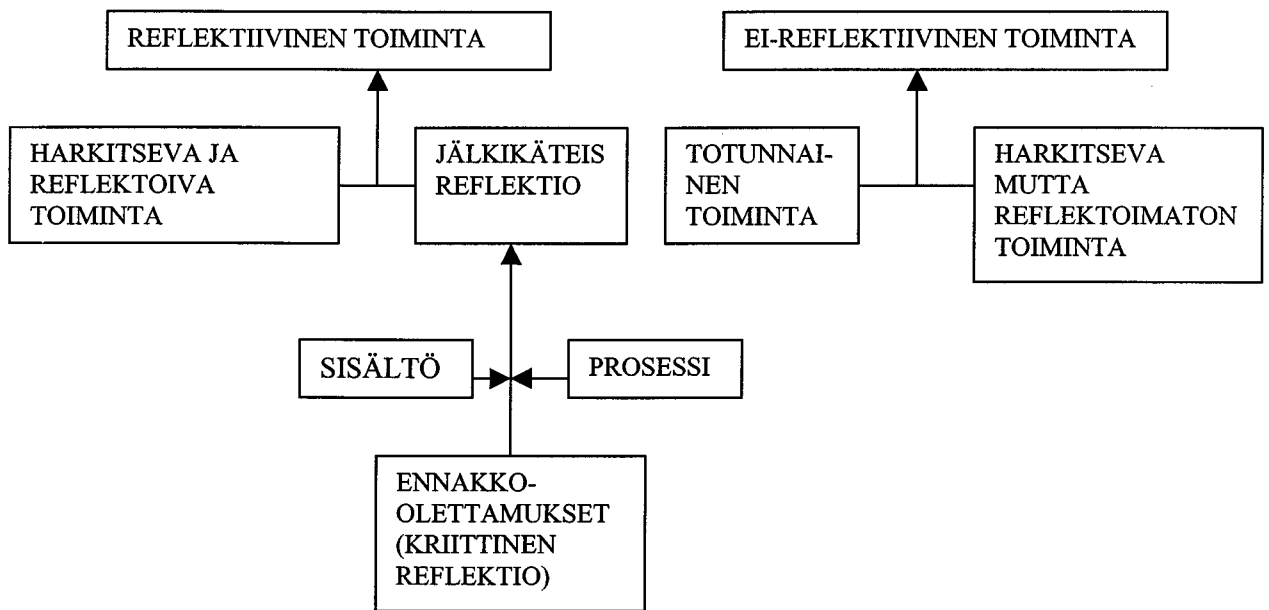 REFLEKTIIVINEN TOIMINTA
EI-REFLEKTIIVINEN TOIMINTA
HARKITSEVA JA
REFLEKTOIVA
TOIMINTA
JÄLKIKÄTEIS
REFLEKTIO
TOTUNNAI-
NEN
TOIMINTA
HARKITSEVA
MUTTA
REFLEKTOIMATON
TOIMINTA
SISÄLTÖ
PROSESSI
ENNAKKO-
OLETTAMUKSET
(KRIITTINEN
REFLEKTIO)